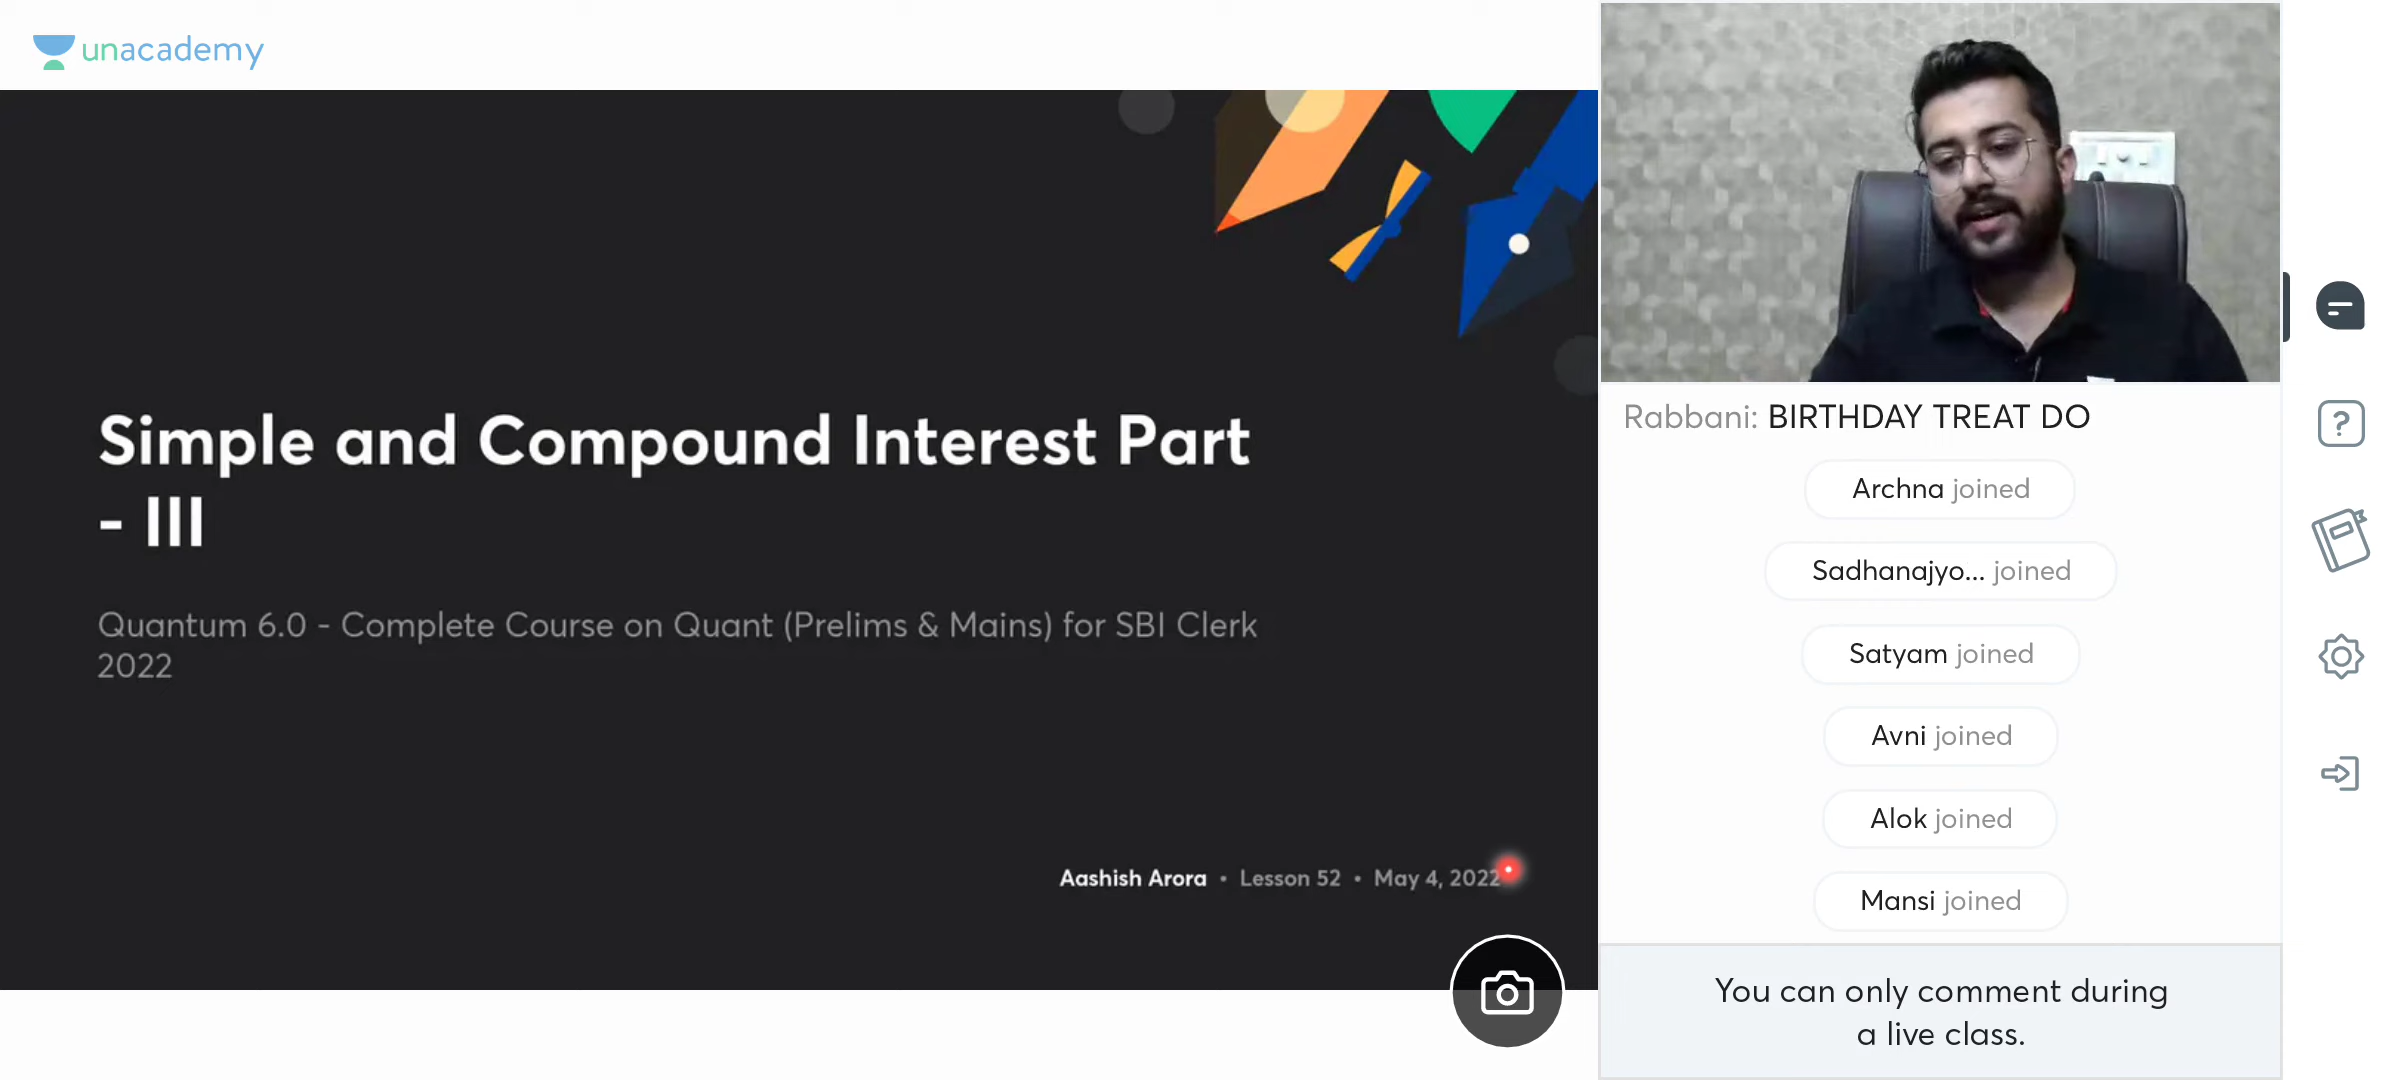 unacademy
Simple and Compound Interest Part
- III
Quantum 6.0 - Complete Course on Quant (Prelims & Mains) for SBI Clerk
2022
Aashish Arora • Lesson 52 • May 4, 2022
Rabbani: BIRTHDAY TREAT DO
Archna joined
Sadhanajyo... joined
Satyam joined
Avni joined
Alok joined
Mansi joined
You can only comment during
a live class.